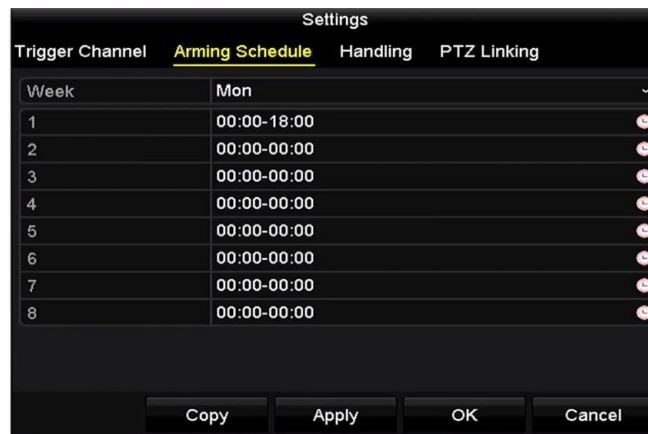 Settings
Trigger Channel Arming Schedule Handling PTZ Linking
Week Mon
1 00:00-18:00
2 00:00-00:00
3 00:00-00:00
4 00:00-00:00
5 00:00-00:00
6 00:00-00:00
7 00:00-00:00
8 00:00-00:00
Copy Apply OK Cancel